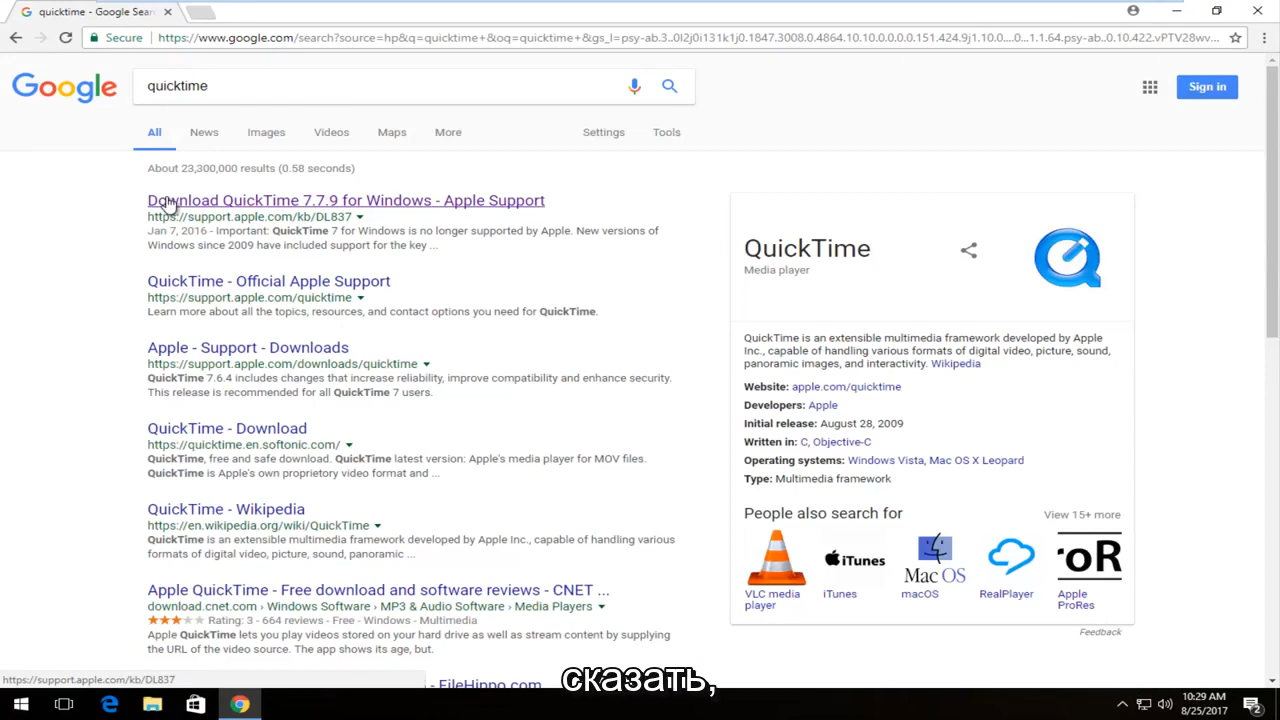 quicktime - Google Search
Secure
https://www.google.com/search?source=hp&q=quicktime+&oq=quicktime+&gs_l=psy-ab.3..0l2j0i131k1j0.1847.3008.0.4864.10.10.0.0.0.0.151.424.9j1.10.0....0...1.1.64.psy-ab..0.10.422.vPTV28wv...
Google
quicktime
Sign in
All
News
Images
Videos
Maps
More
Settings
Tools
About 23,300,000 results (0.58 seconds)
Download QuickTime 7.7.9 for Windows - Apple Support
https://support.apple.com/kb/DL837
Jan 7, 2016 - Important: QuickTime 7 for Windows is no longer supported by Apple. New versions of
Windows since 2009 have included support for the key ...
QuickTime - Official Apple Support
https://support.apple.com/quicktime
Learn more about all the topics, resources, and contact options you need for QuickTime.
Apple - Support - Downloads
https://support.apple.com/downloads/quicktime
QuickTime 7.6.4 includes changes that increase reliability, improve compatibility and enhance security.
This release is recommended for all QuickTime 7 users.
QuickTime - Download
https://quicktime.en.softonic.com/
QuickTime, free and safe download. QuickTime latest version: Apple's media player for MOV files.
QuickTime is Apple's own proprietary video format and ...
QuickTime - Wikipedia
https://en.wikipedia.org/wiki/QuickTime
QuickTime is an extensible multimedia framework developed by Apple Inc., capable of handling various
formats of digital video, picture, sound, panoramic ...
Apple QuickTime - Free download and software reviews - CNET ...
download.cnet.com › Windows Software › MP3 & Audio Software › Media Players
Rating: 3 - 664 reviews - Free - Windows - Multimedia
Apple QuickTime lets you play videos stored on your hard drive as well as stream content by supplying
the URL of the video source. The app shows its age, but.
- FileHippo.com
QuickTime
Media player
QuickTime is an extensible multimedia framework developed by Apple
Inc., capable of handling various formats of digital video, picture, sound,
panoramic images, and interactivity. Wikipedia
Website: apple.com/quicktime
Developers: Apple
Initial release: August 28, 2009
Written in: C, Objective-C
Operating systems: Windows Vista, Mac OS X Leopard
Type: Multimedia framework
People also search for
View 15+ more
iTunes
Mac OS
roR
VLC media
player
iTunes
macOS
RealPlayer
Apple
ProRes
Feedback
https://support.apple.com/kb/DL837
сказать,
10:29 AM
8/25/2017
2